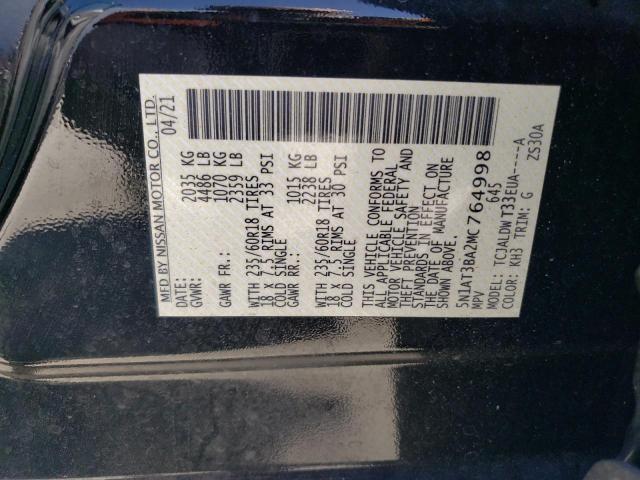 MFD BY NISSAN MOTOR CO., LTD.
DATE: 04/21
GVWR: 2035 KG
4486 LB
GAWR FR.: 1070 KG
2359 LB
WITH 235/60R18 TIRES
18 X 7.5J RIMS AT 33 PSI
COLD SINGLE
GAWR RR.: 1015 KG
2238 LB
WITH 235/60R18 TIRES
18 X 7.5J RIMS AT 30 PSI
COLD SINGLE
THIS VEHICLE CONFORMS TO
ALL APPLICABLE FEDERAL
MOTOR VEHICLE SAFETY AND
THEFT PREVENTION
STANDARDS IN EFFECT ON
THE DATE OF MANUFACTURE
SHOWN ABOVE.
5N1AT3BA2MC764998
MPV 645
MODEL: TC3ALDWT33EUA----A
COLOR: KH3 TRIM: G ZS30A